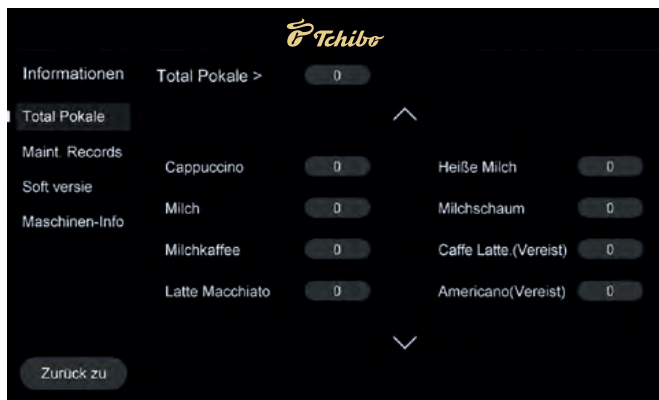 Tchibo
Informationen
Total Pokale
Maint. Records
Soft versie
Maschinen-Info
Zurück zu
Total Pokale > 0
Cappuccino 0
Heiße Milch 0
Milch 0
Milchschaum 0
Milchkaffee 0
Caffe Latte.(Vereist) 0
Latte Macchiato 0
Americano(Vereist) 0